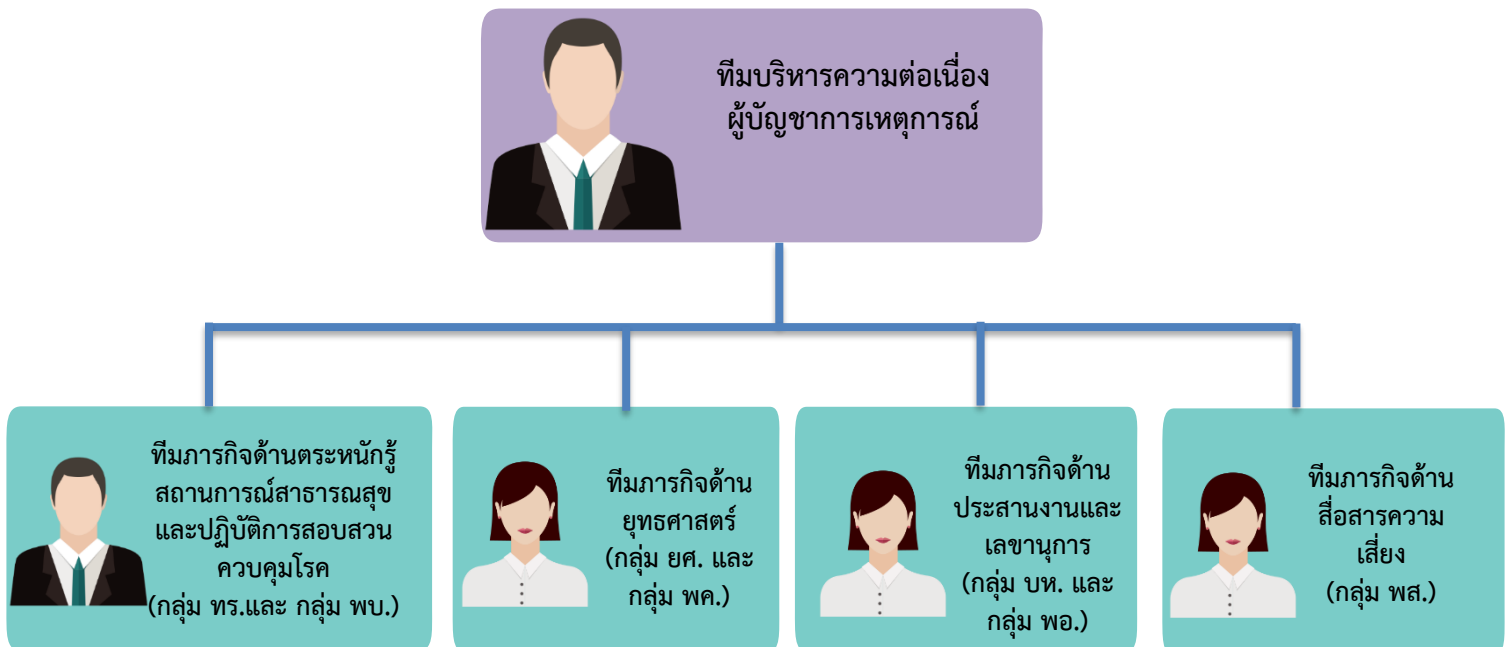 ทีมบริหารความต่อเนื่อง
ผู้บัญชาการเหตุการณ์
ทีมภารกิจด้านตระหนักรู้
สถานการณ์สาธารณสุข
และปฏิบัติการสอบสวน
ควบคุมโรค
(กลุ่ม ทร.และ กลุ่ม พบ.)
ทีมภารกิจด้าน
ยุทธศาสตร์
(กลุ่ม ยศ. และ
กลุ่ม พค.)
ทีมภารกิจด้าน
ประสานงานและ
เลขานุการ
(กลุ่ม บห. และ
กลุ่ม พอ.)
ทีมภารกิจด้าน
สื่อสารความ
เสี่ยง
(กลุ่ม พส.)